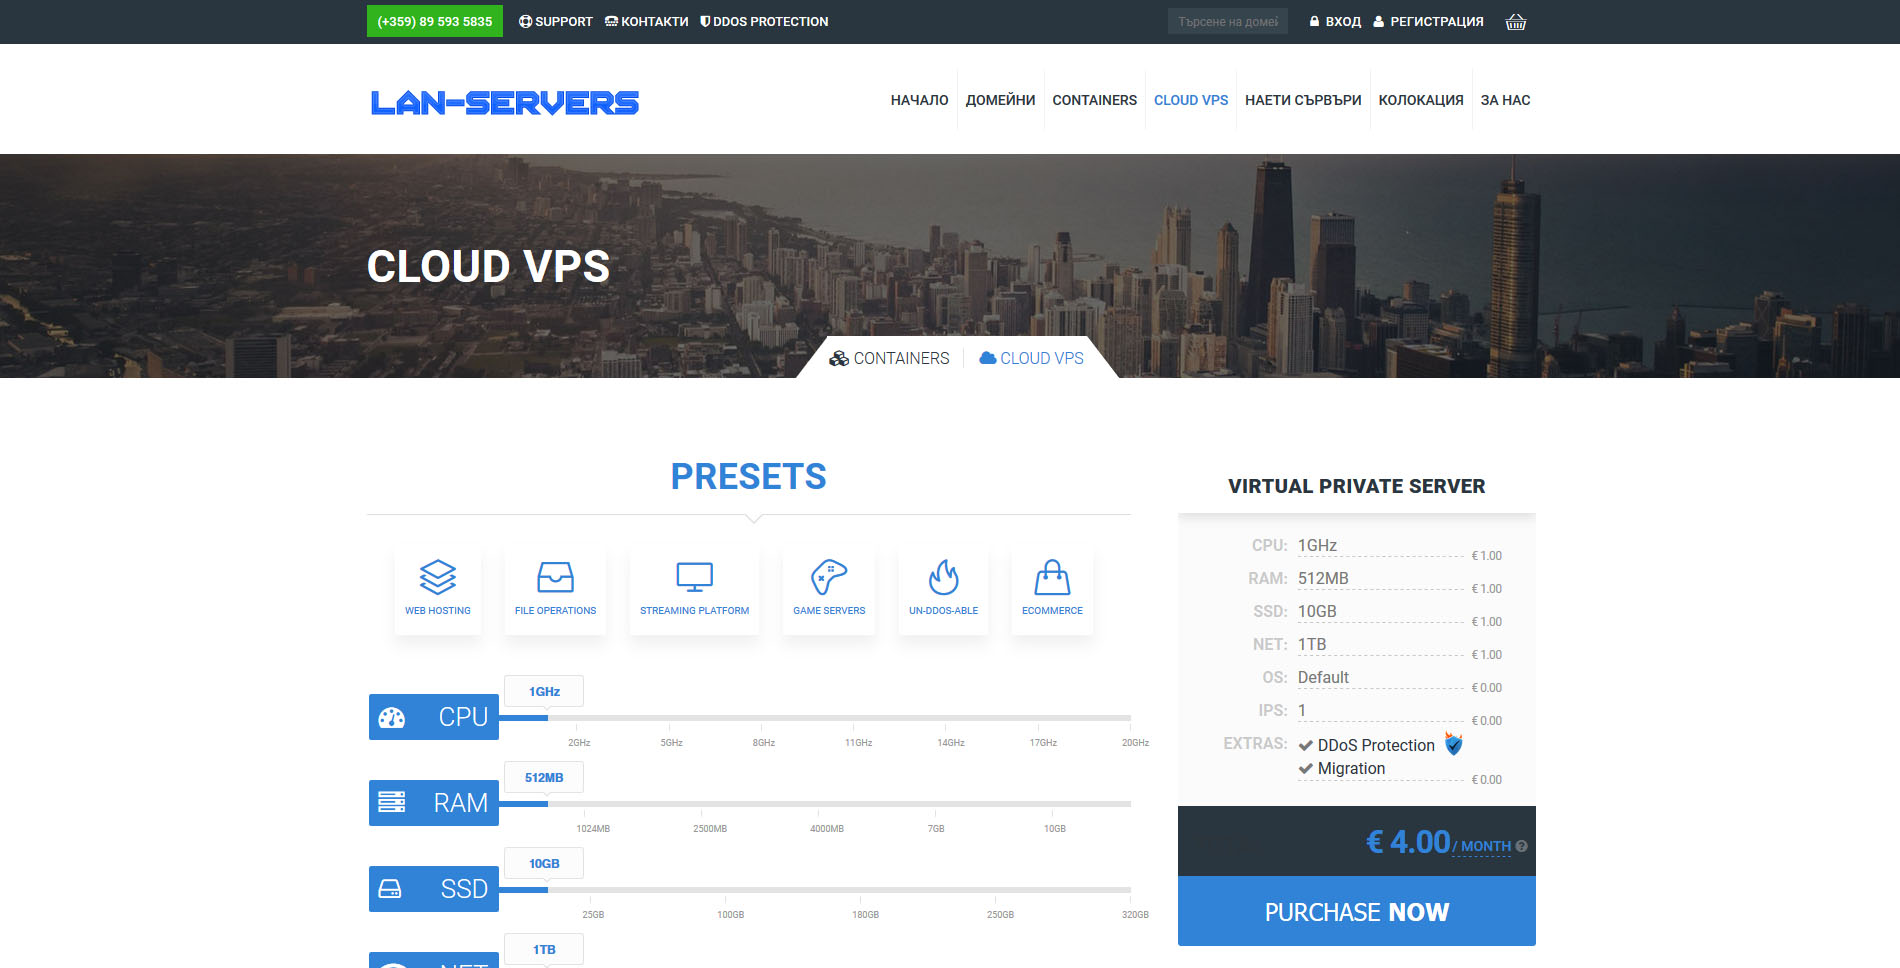 (+359) 89 593 5835 SUPPORT КОНТАКТИ DDOS PROTECTION Търсене на домей ВХОД РЕГИСТРАЦИЯ
LAN-SERVERS НАЧАЛО ДОМЕЙНИ CONTAINERS CLOUD VPS НАЕТИ СЪРВЪРИ КОЛОКАЦИЯ ЗА НАС
CLOUD VPS
CONTAINERS CLOUD VPS
PRESETS
WEB HOSTING FILE OPERATIONS STREAMING PLATFORM GAME SERVERS UN-DDOS-ABLE ECOMMERCE
1GHz
CPU
2GHz 5GHz 8GHz 11GHz 14GHz 17GHz 20GHz
512MB
RAM
1024MB 2500MB 4000MB 7GB 10GB
10GB
SSD
25GB 100GB 180GB 250GB 320GB
1TB
NET
VIRTUAL PRIVATE SERVER
CPU: 1GHz € 1.00
RAM: 512MB € 1.00
SSD: 10GB € 1.00
NET: 1TB € 1.00
OS: Default € 0.00
IPS: 1 € 0.00
EXTRAS: DDoS Protection
Migration € 0.00
€ 4.00 / MONTH ?
PURCHASE NOW